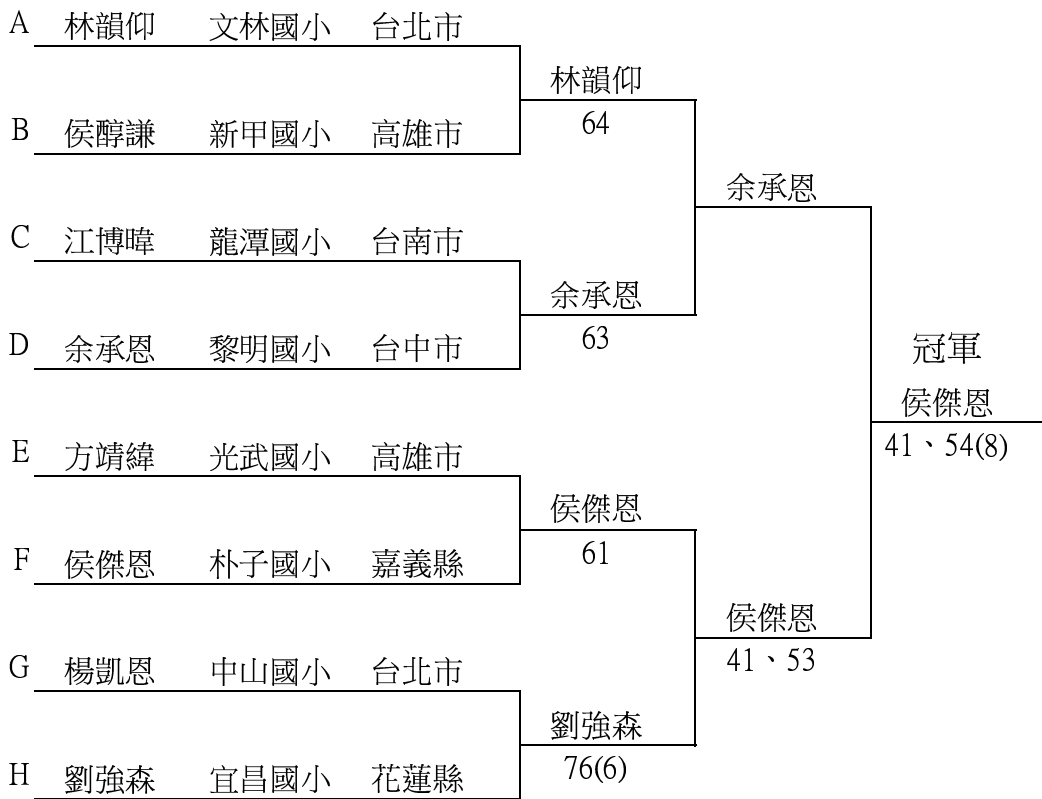 A 林韻仰 文林國小 台北市
林韻仰
64
B 侯醇謙 新甲國小 高雄市
余承恩
C 江博暐 龍潭國小 台南市
余承恩
63
D 余承恩 黎明國小 台中市
冠軍
侯傑恩
41、54(8)
E 方靖緯 光武國小 高雄市
侯傑恩
61
F 侯傑恩 朴子國小 嘉義縣
侯傑恩
41、53
G 楊凱恩 中山國小 台北市
劉強森
76(6)
H 劉強森 宜昌國小 花蓮縣